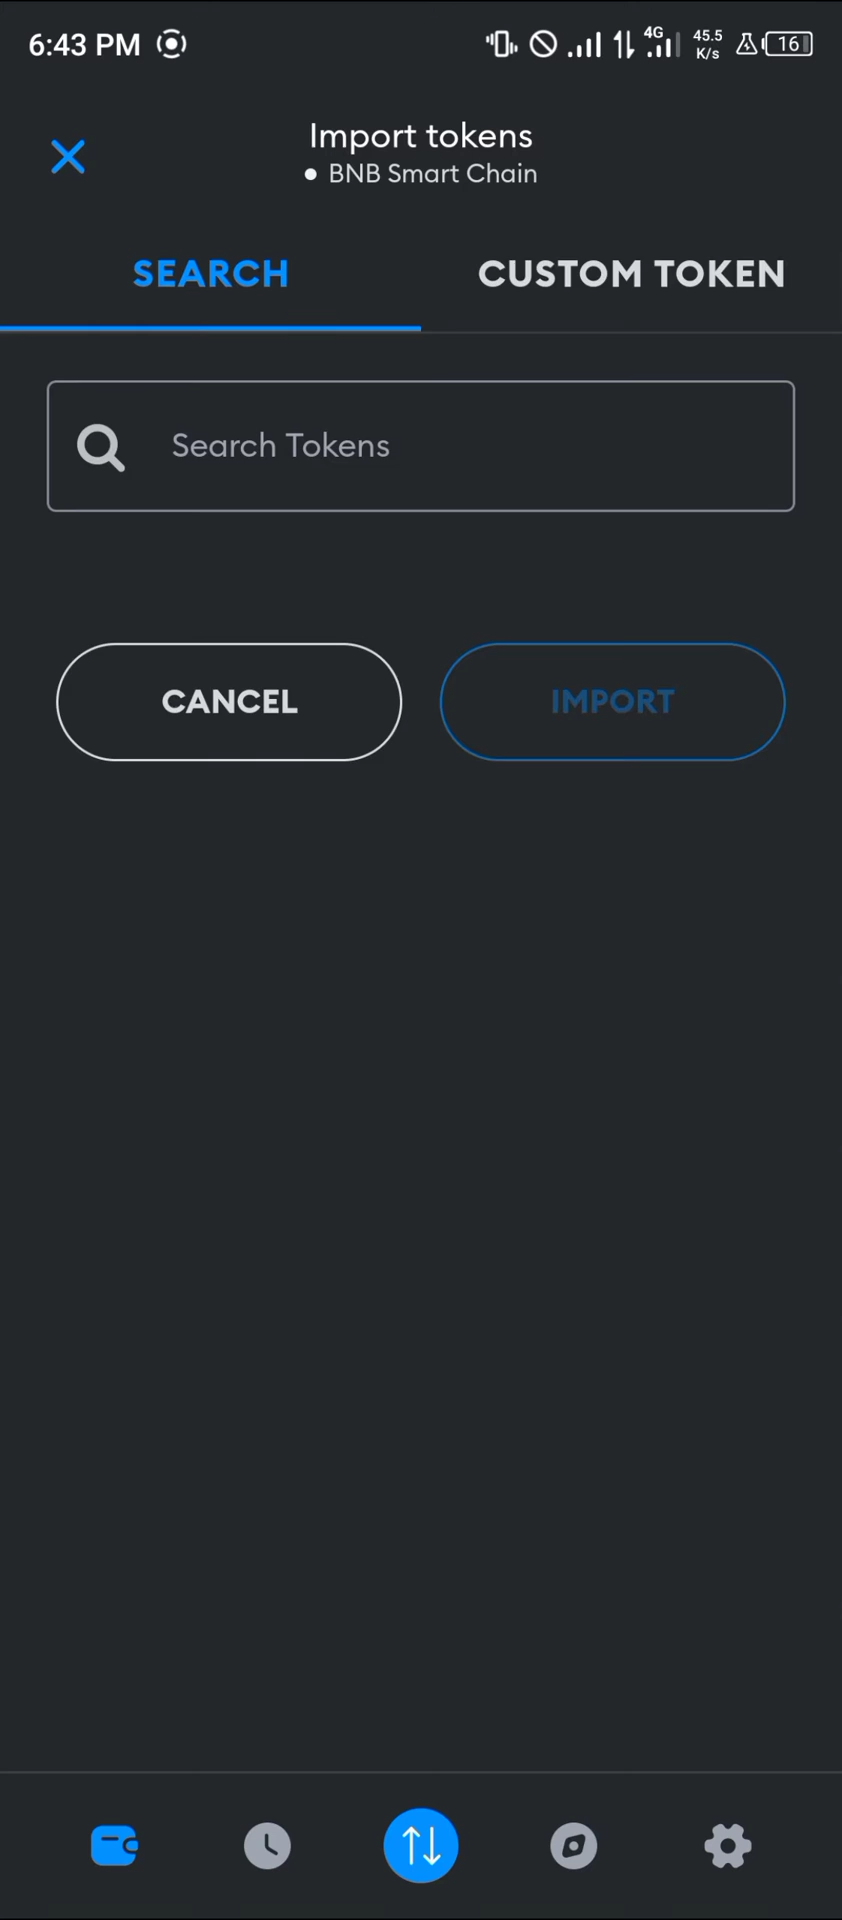 6:43 PM
4G
45.5
K/s
16
Import tokens
BNB Smart Chain
SEARCH
CUSTOM TOKEN
Search Tokens
CANCEL
IMPORT